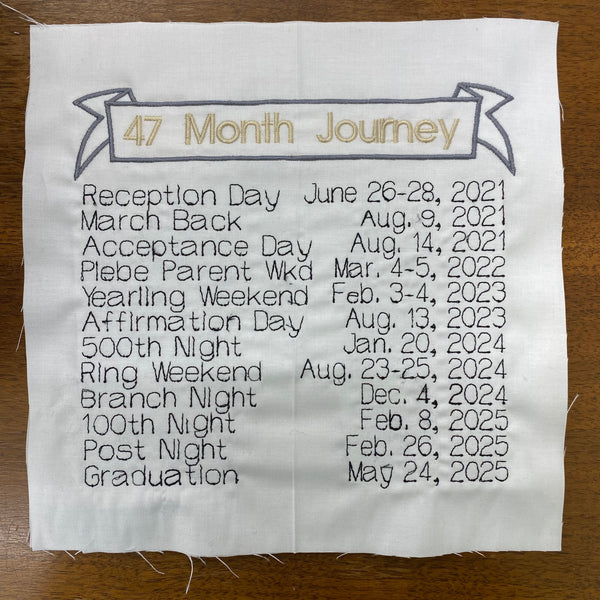 47 Month Journey
Reception Day June 26-28, 2021
March Back Aug. 9, 2021
Acceptance Day Aug. 14, 2021
Plebe Parent Wkd Mar. 4-5, 2022
Yearling Weekend Feb. 3-4, 2023
Affirmation Day Aug. 13, 2023
500th Night Jan. 20, 2024
Ring Weekend Aug. 23-25, 2024
Branch Night Dec. 4, 2024
100th Night Feb. 8, 2025
Post Night Feb. 26, 2025
Graduation May 24, 2025